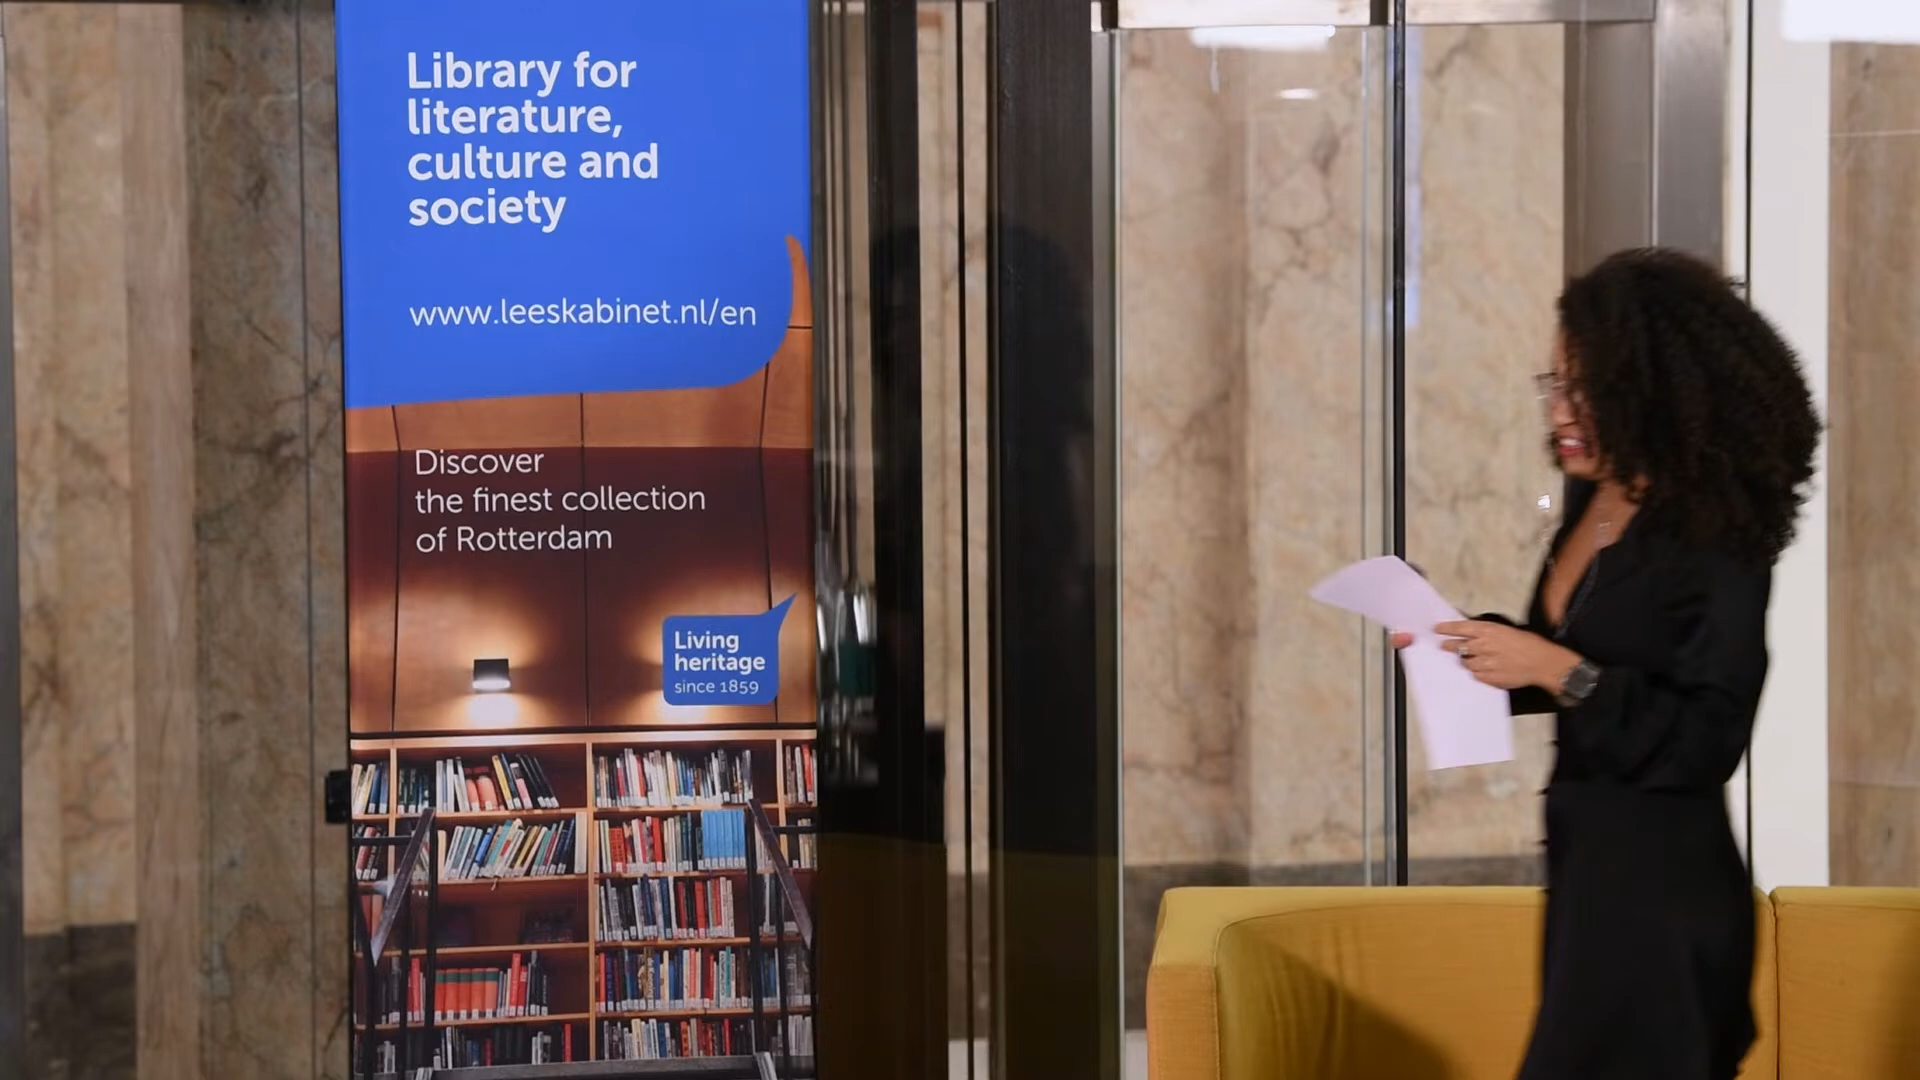 Library for
literature,
culture and
society
www.leeskabinet.nl/en
Discover
the finest collection
of Rotterdam
Living
heritage
since 1859